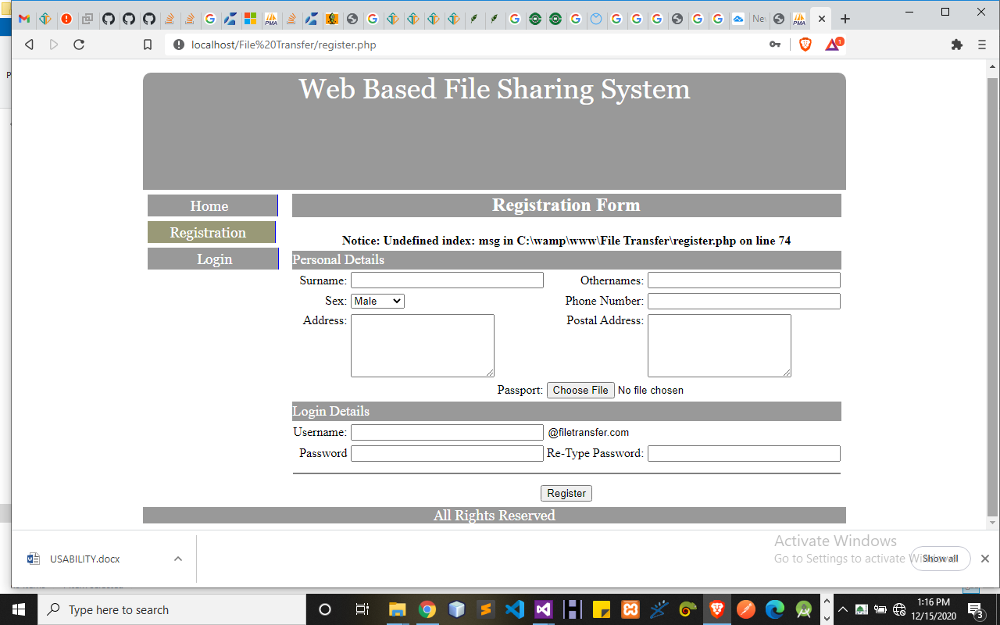 localhost/File%20Transfer/register.php
1
Web Based File Sharing System
Home
Registration
Login
Registration Form
Notice: Undefined index: msg in C:\wamp\www\File Transfer\register.php on line 74
Personal Details
Surname:
Othernames:
Sex: Male
Phone Number:
Address:
Postal Address:
Passport: Choose File No file chosen
Login Details
Username: @filetransfer.com
Password
Re-Type Password:
Register
All Rights Reserved
USABILITY.docx
Activate Windows
Go to Settings to activate Windows.
Show all
Type here to search
1:16 PM
12/15/2020
3